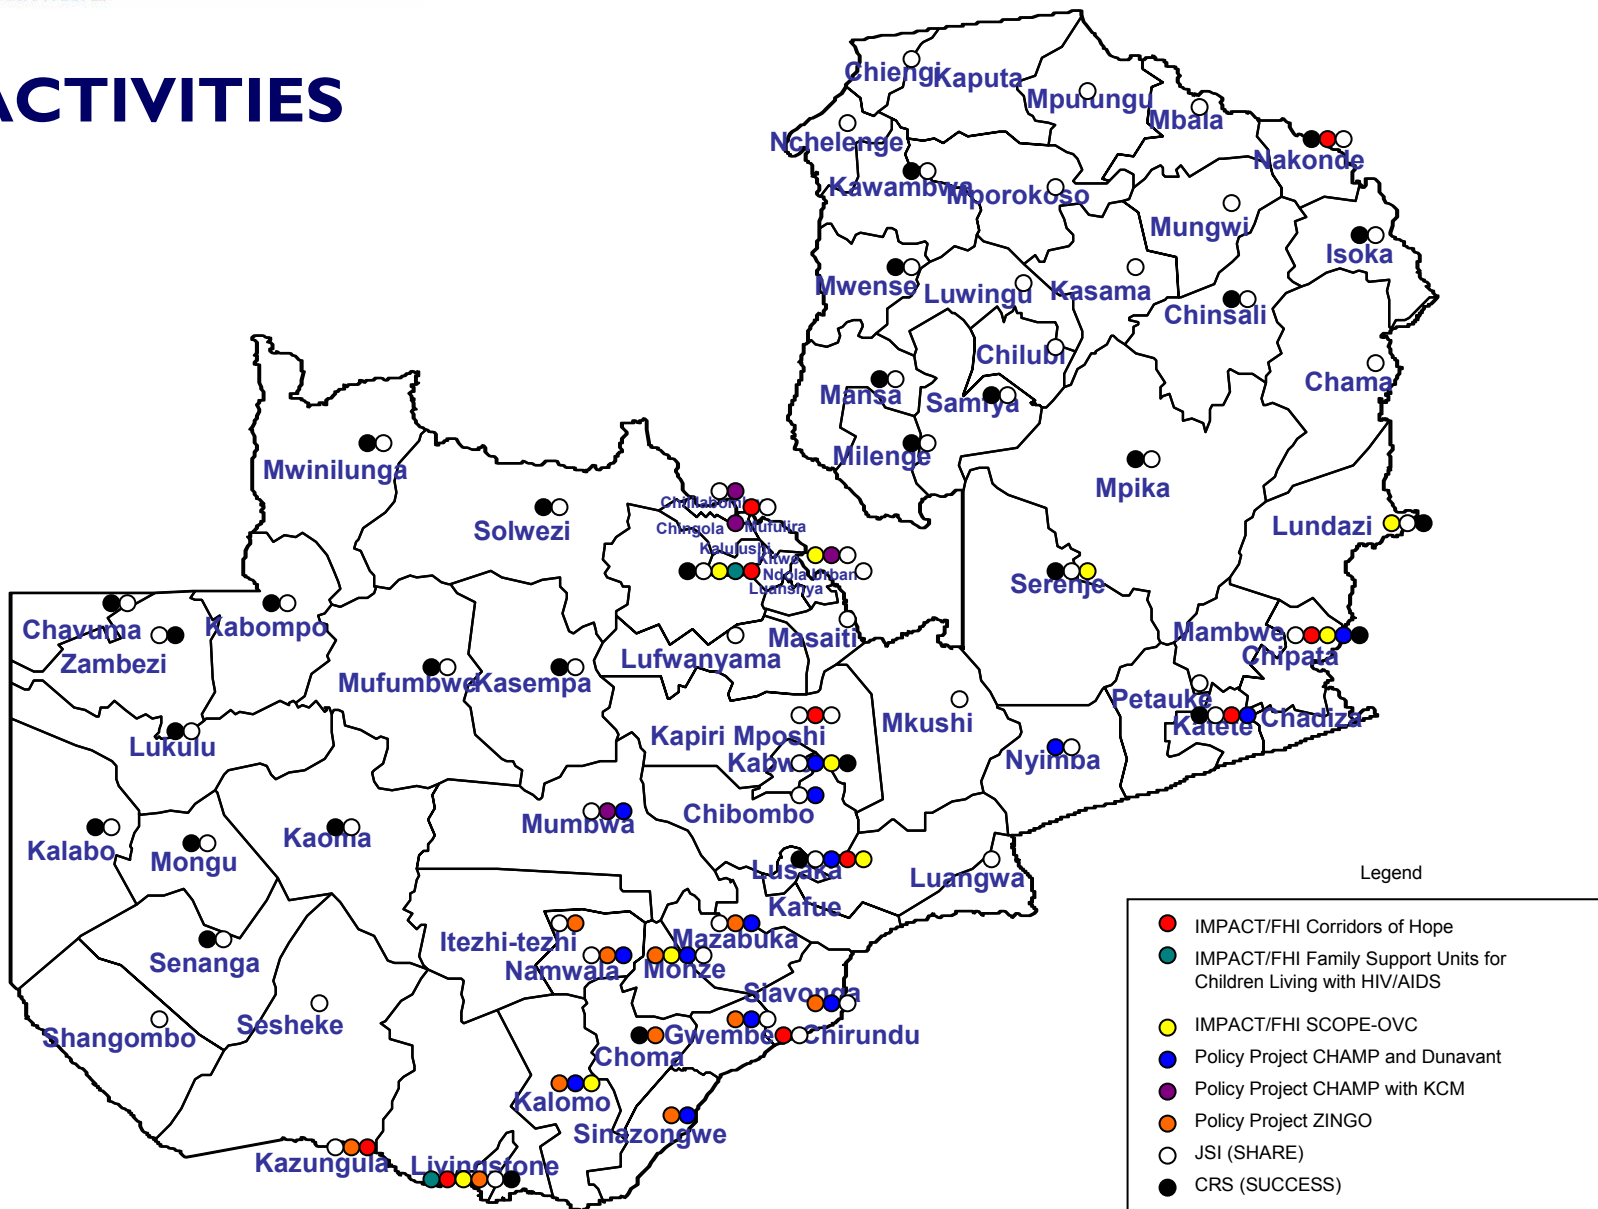 ACTIVITIES
Chiengi
Kaputa
Mpulungu
Mbala
Nchelenge
Nakonde
Kawambwa
Mporokoso
Mungwi
Isoka
Mwense
Luwingu
Kasama
Chinsali
Chilubi
Chama
Mansa
Samfya
Milenge
Mwinilunga
Mpika
Solwezi
Chingola
Mufulira
Lundazi
Kalulushi
Kitwe
Ndola Urban
Luanshya
Serenje
Chavuma
Kabompo
Zambezi
Masaiti
Lufwanyama
Mambwe
Chipata
Mufumbwe
Kasempa
Petauke
Katete
Chadiza
Lukulu
Kapiri Mposhi
Mkushi
Kabwe
Nyimba
Chibombo
Mumbwa
Kaoma
Kalabo
Mongu
Lusaka
Luangwa
Kafue
Itezhi-tezhi
Mazabuka
Senanga
Namwala
Monze
Siavonga
Shangombo
Sesheke
Gwembe
Chirundu
Choma
Kalomo
Sinazongwe
Kazungula
Livingstone
Legend
IMPACT/FHI Corridors of Hope
IMPACT/FHI Family Support Units for
Children Living with HIV/AIDS
IMPACT/FHI SCOPE-OVC
Policy Project CHAMP and Dunavant
Policy Project CHAMP with KCM
Policy Project ZINGO
JSI (SHARE)
CRS (SUCCESS)